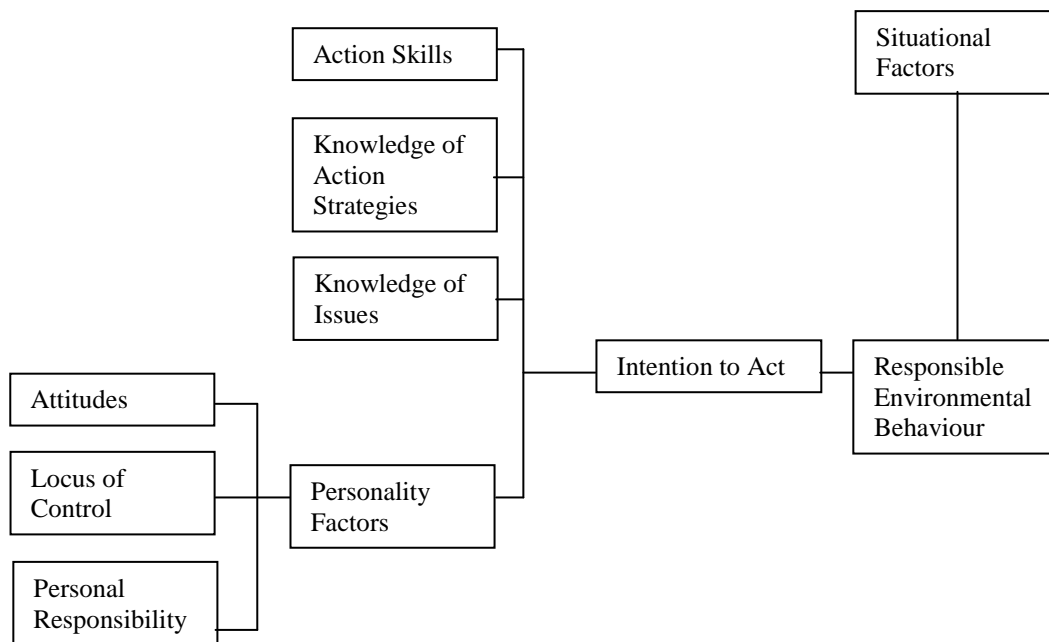 Action Skills
Situational
Factors
Knowledge of
Action
Strategies
Knowledge of
Issues
Intention to Act
Responsible
Environmental
Behaviour
Attitudes
Locus of
Control
Personality
Factors
Personal
Responsibility